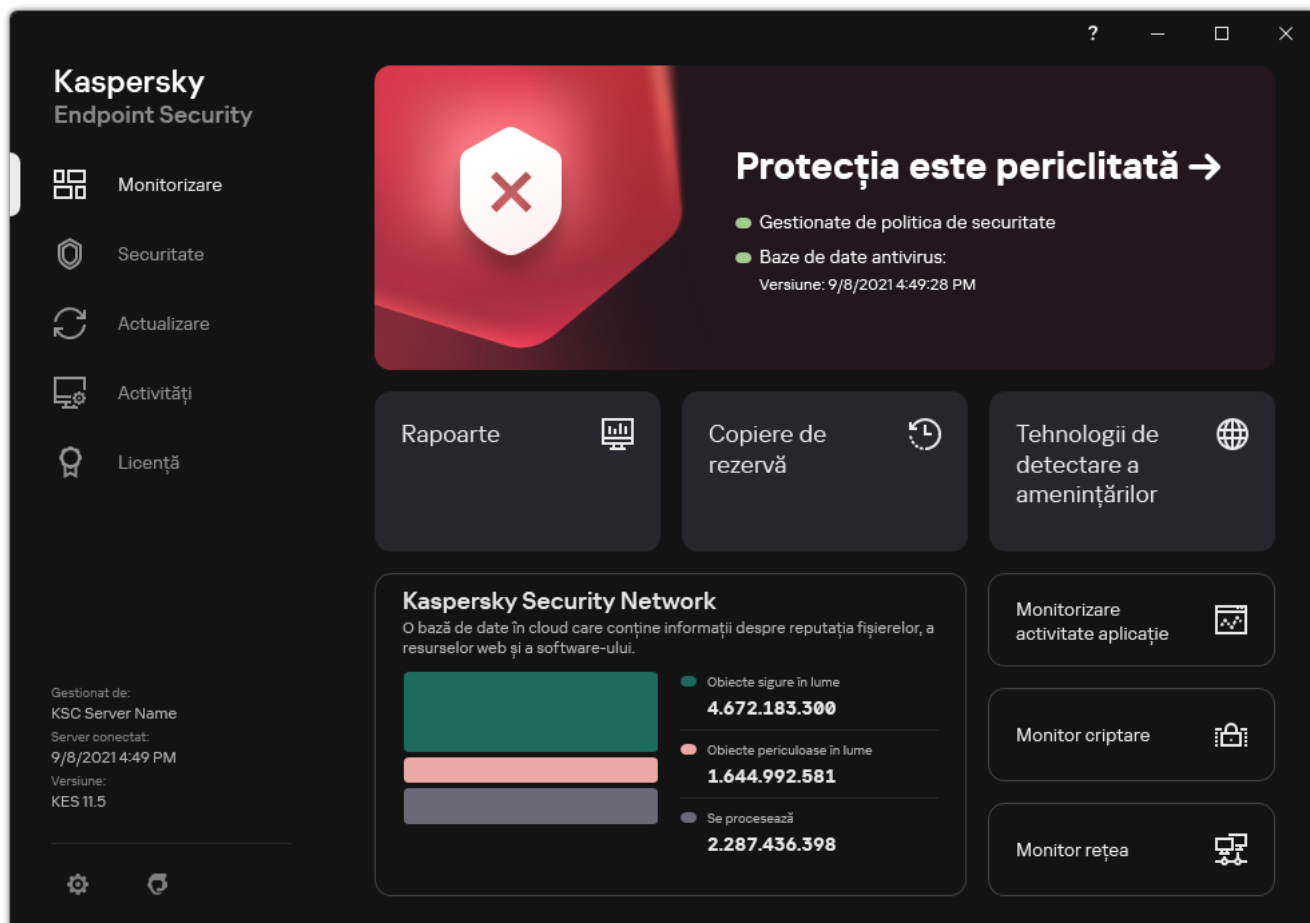 ?
Kaspersky
Endpoint Security
Monitorizare
Securitate
Actualizare
Activități
Licență
Gestionat de:
KSC Server Name
Server conectat:
9/8/2021 4:49 PM
Versiune:
KES 11.5
Protecția este periclitată
Gestionate de politica de securitate
Baze de date antivirus:
Versiune: 9/8/2021 4:49:28 PM
Rapoarte
Copiere de
rezervă
Tehnologii de
detectare a
amenințărilor
Kaspersky Security Network
O bază de date în cloud care conține informații despre reputația fișierelor, a
resurselor web și a software-ului.
Obiecte sigure în lume
4.672.183.300
Obiecte periculoase în lume
1.644.992.581
Se procesează
2.287.436.398
Monitorizare
activitate aplicație
Monitor criptare
Monitor rețea